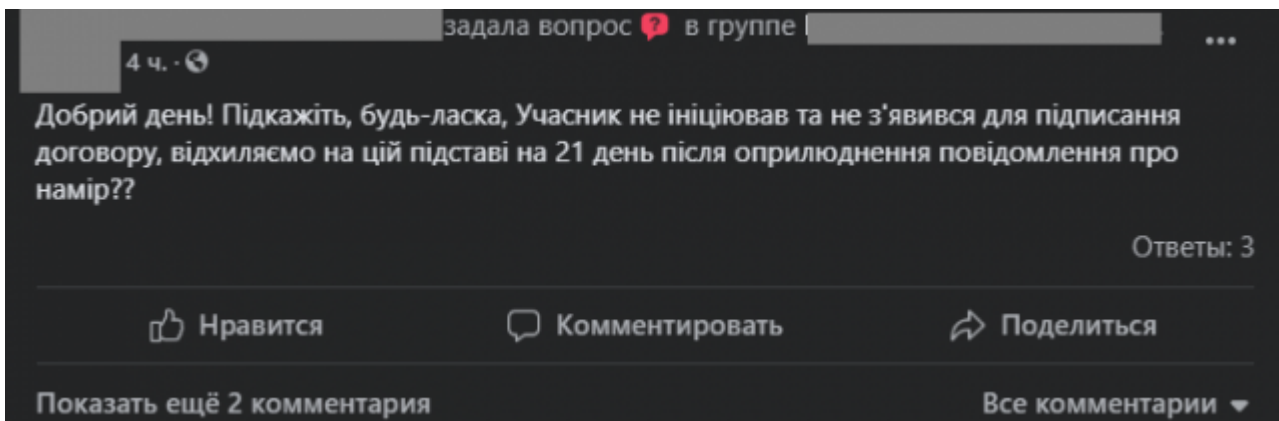 задала вопрос в группе
4 ч. ·
Добрий день! Підкажіть, будь-ласка, Учасник не ініціював та не з'явився для підписання
договору, відхиляємо на цій підставі на 21 день після оприлюднення повідомлення про
намір??
Ответы: 3
Нравится Комментировать Поделиться
Показать ещё 2 комментария Все комментарии